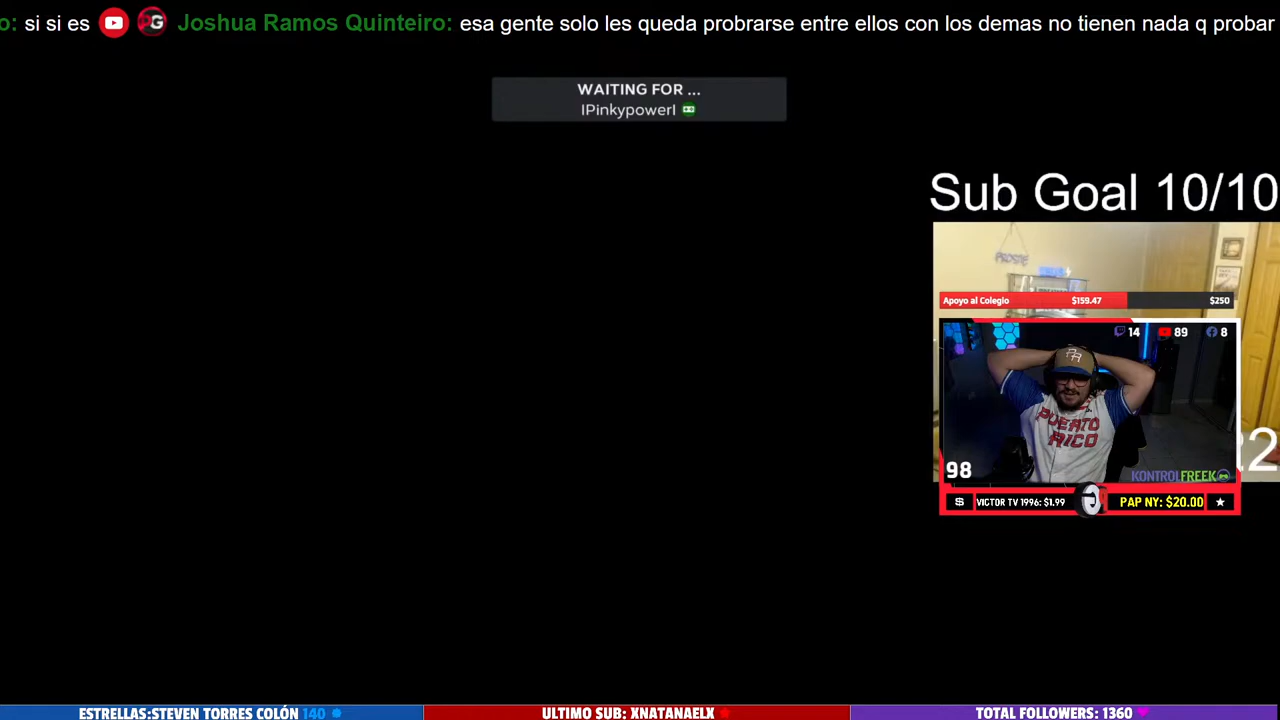 o: si si es Joshua Ramos Quinteiro: esa gente solo les queda probrarse entre ellos con los demas no tienen nada q probar
WAITING FOR ...
IPinkypowerI
Sub Goal 10/10
Apoyo al Colegio $159.47 $250
14 89 8
PR
PUERTO
RICO
98
22
KONTROLFREEK
$ VICTOR TV 1996: $1.99 PAP NY: $20.00
ESTRELLAS:STEVEN TORRES COLÓN 140 ULTIMO SUB: XNATANAELX TOTAL FOLLOWERS: 1360